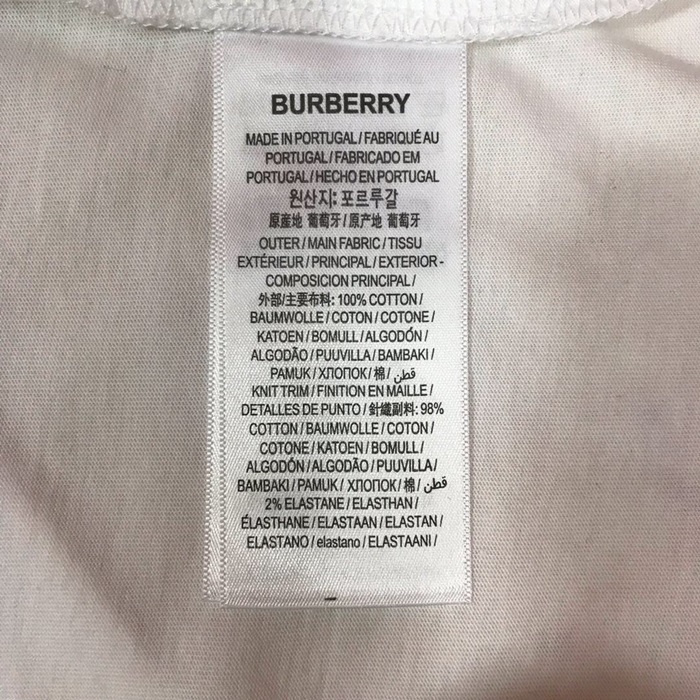 BURBERRY
MADE IN PORTUGAL / FABRIQUÉ AU
PORTUGAL / FABRICADO EM
PORTUGAL / HECHO EN PORTUGAL
원산지: 포르투갈
原産地 葡萄牙 / 原产地 葡萄牙
OUTER / MAIN FABRIC / TISSU
EXTÉRIEUR / PRINCIPAL / EXTERIOR -
COMPOSICION PRINCIPAL /
外部/主要布料: 100% COTTON /
BAUMWOLLE / COTON / COTONE /
KATOEN / BOMULL / ALGODÓN /
ALGODÃO / PUUVILLA / BAMBAKI /
PAMUK / ХЛОПОК / 棉 / قطن
KNIT TRIM / FINITION EN MAILLE /
DETALLES DE PUNTO / 針織副料: 98%
COTTON / BAUMWOLLE / COTON /
COTONE / KATOEN / BOMULL /
ALGODÓN / ALGODÃO / PUUVILLA /
BAMBAKI / PAMUK / ХЛОПОК / 棉 / قطن
2% ELASTANE / ELASTHAN /
ÉLASTHANE / ELASTAAN / ELASTAN /
ELASTANO / elastano / ELASTAANI /